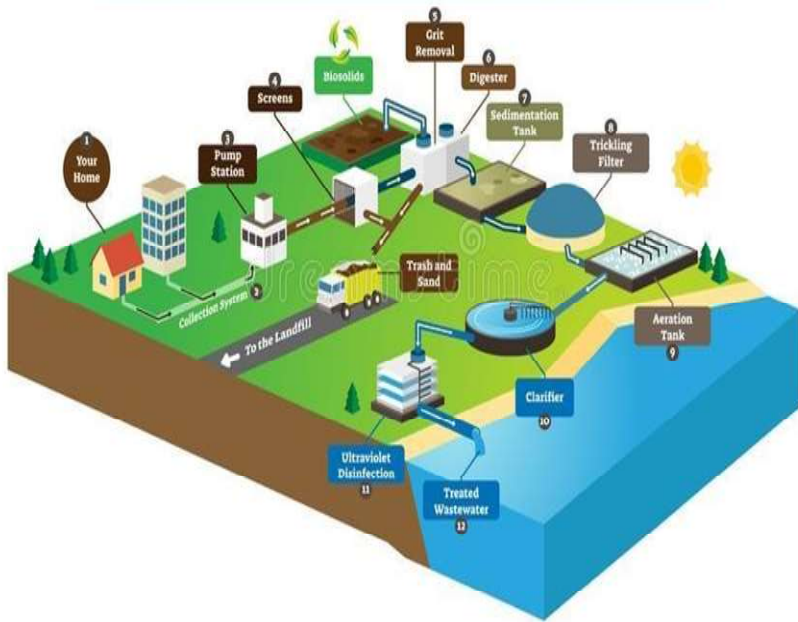 1
Your
Home
Collection System 2
3
Pump
Station
4
Screens
Biosolids
5
Grit
Removal
6
Digester
7
Sedimentation
Tank
8
Trickling
Filter
Trash and
Sand
To the Landfill
Aeration
Tank
9
Clarifier
10
Ultraviolet
Disinfection
11
Treated
Wastewater
12